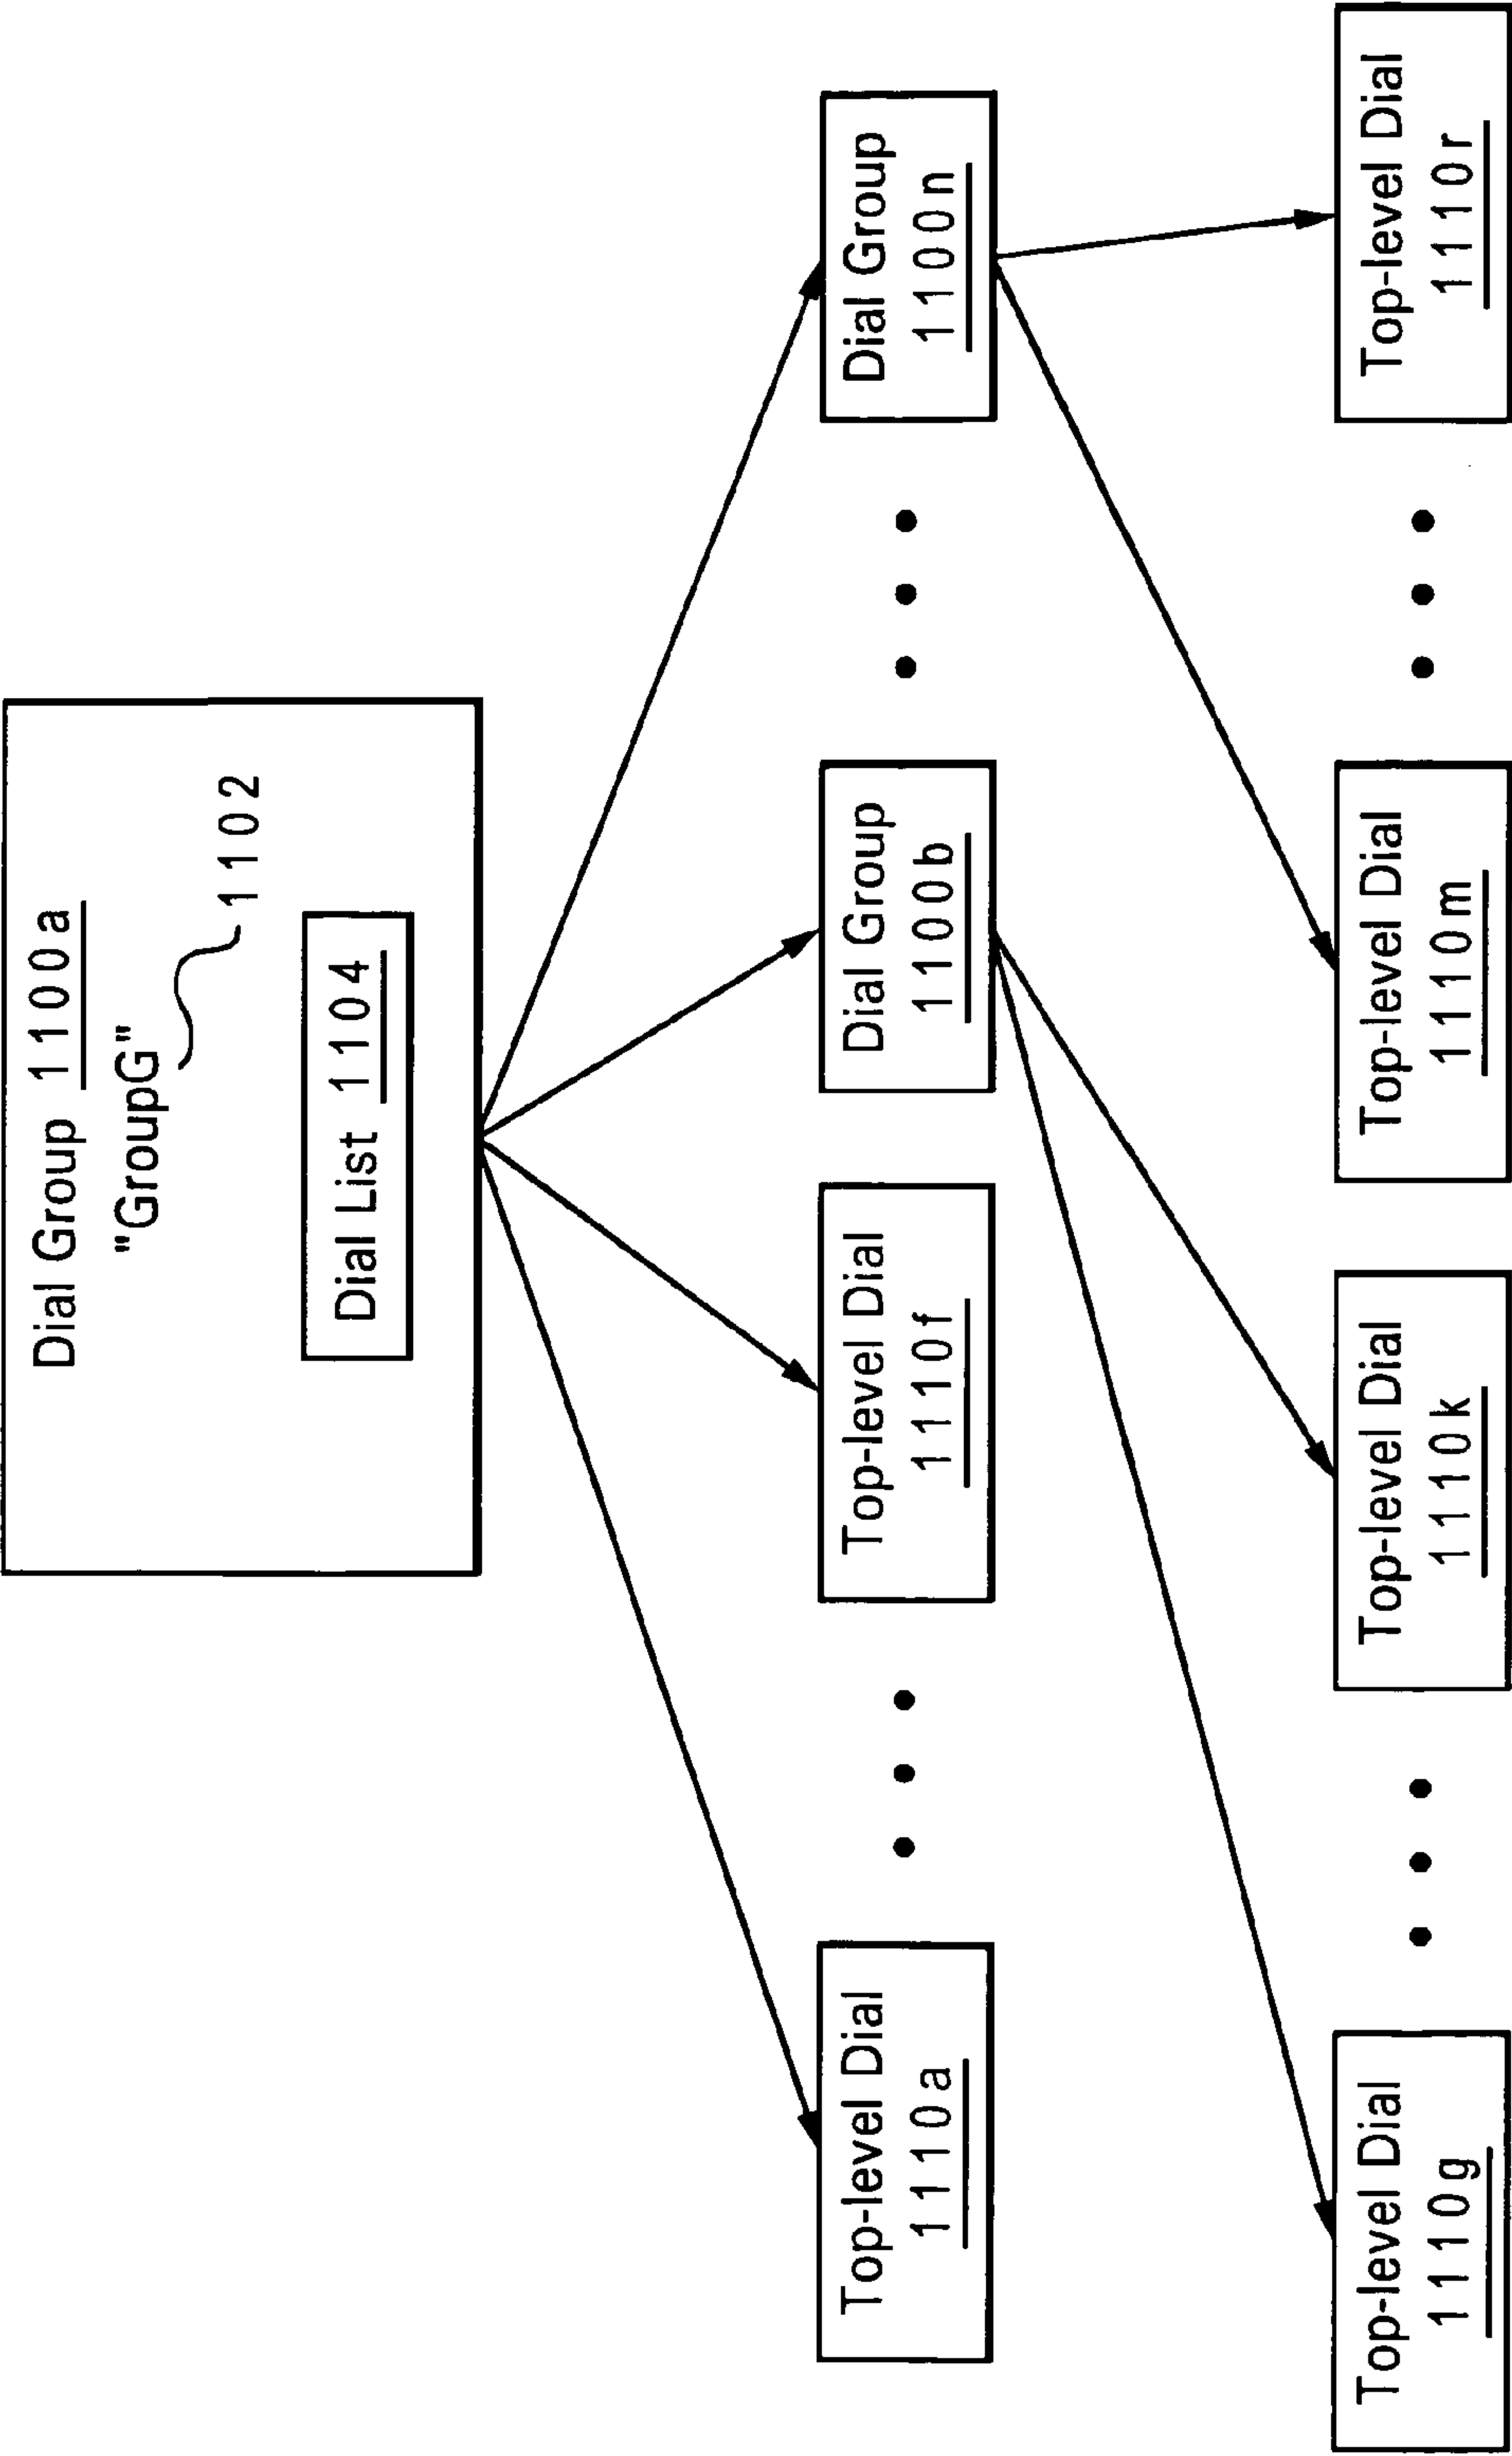 Dial Group 1100a
"GroupG"
1102
Dial List 1104
Top-level Dial
1110a
Top-level Dial
1110f
Dial Group
1100b
Dial Group
1100n
Top-level Dial
1110g
Top-level Dial
1110k
Top-level Dial
1110m
Top-level Dial
1110r